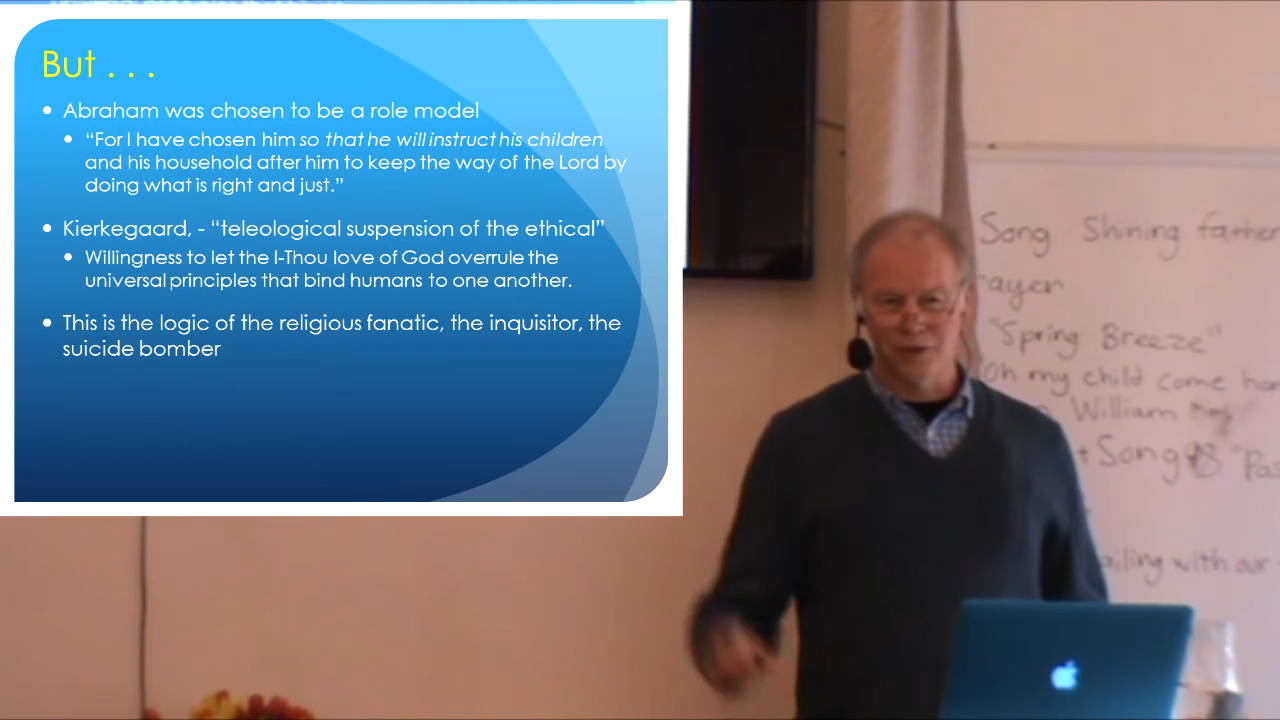 But . . .
• Abraham was chosen to be a role model
• “For I have chosen him so that he will instruct his children
and his household after him to keep the way of the Lord by
doing what is right and just.”
• Kierkegaard, - “teleological suspension of the ethical”
• Willingness to let the I-Thou love of God overrule the
universal principles that bind humans to one another.
• This is the logic of the religious fanatic, the inquisitor, the
suicide bomber
Song Shining father
rayer
"Spring Breeze"
Oh my child come
William
+ Song "Pa
ailing with our